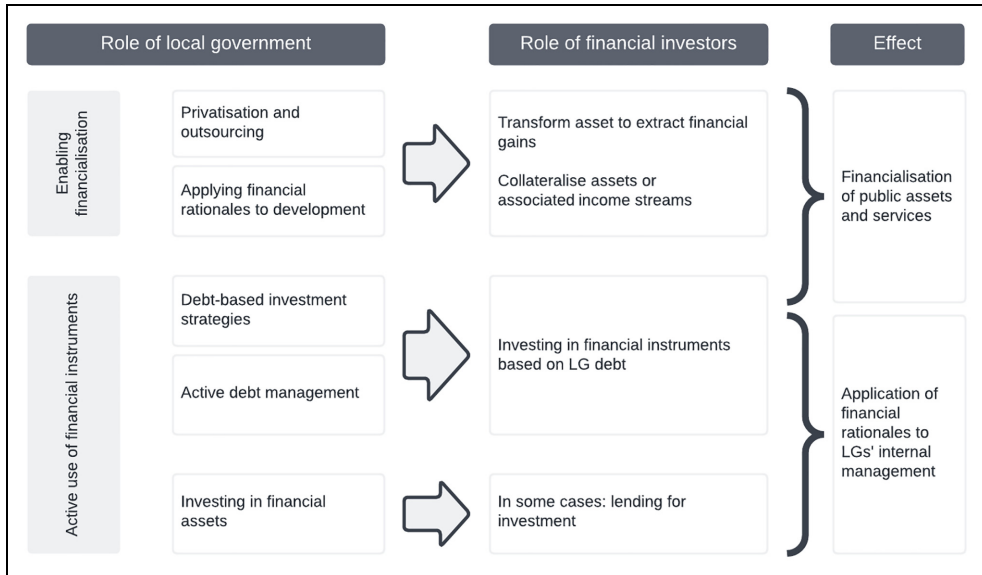 Role of local government
Role of financial investors
Effect
Enabling
financialisation
Privatisation and
outsourcing
Applying financial
rationales to development
Transform asset to extract financial
gains
Collateralise assets or
associated income streams
Financialisation
of public assets
and services
Active use of financial instruments
Debt-based investment
strategies
Active debt management
Investing in financial instruments
based on LG debt
Investing in financial
assets
In some cases: lending for
investment
Application of
financial
rationales to
LGs' internal
management